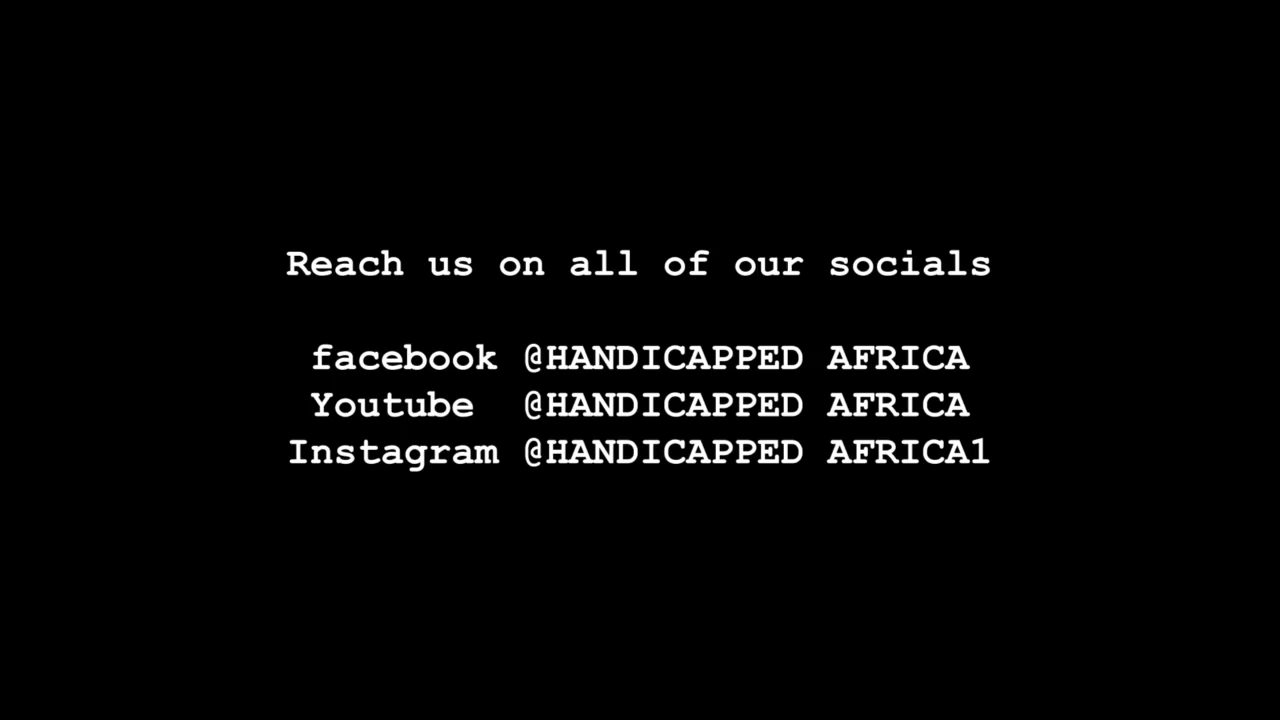 Reach us on all of our socials
facebook @HANDICAPPED AFRICA
Youtube @HANDICAPPED AFRICA
Instagram @HANDICAPPED AFRICA1